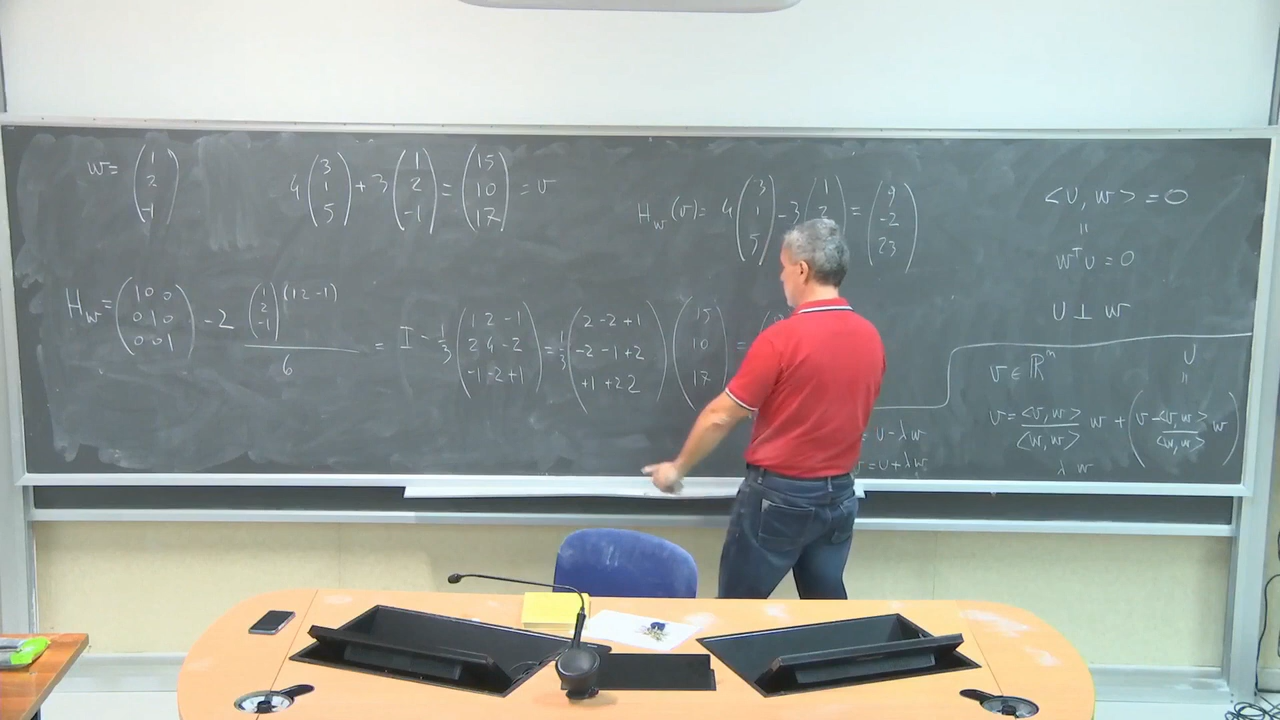 w= (1 2 -1) 4 (3 1 5) + 3 (1 2 -1) = (15 10 17) = v
H_w(v)= 4 (3 1 5) -3 (1 2 = (9 -2 23)
<υ, w> =0
=
wᵀυ =0
υ ⊥ w
H_w= (1 0 0
0 1 0
0 0 1) - 2 (1 2 -1) (1 2 -1) / 6 = I - 1/3 (1 2 -1
2 4 -2
-1 -2 +1) = 1/3 (2 -2 +1
-2 -1 +2
+1 +2 2) (15 10 17) =
v ∈ ℝⁿ
υ
=
v = <v, w>/<w, w> w + (v - <v, w>/<w, w> w)
λ w
= υ - λw
= υ + λw